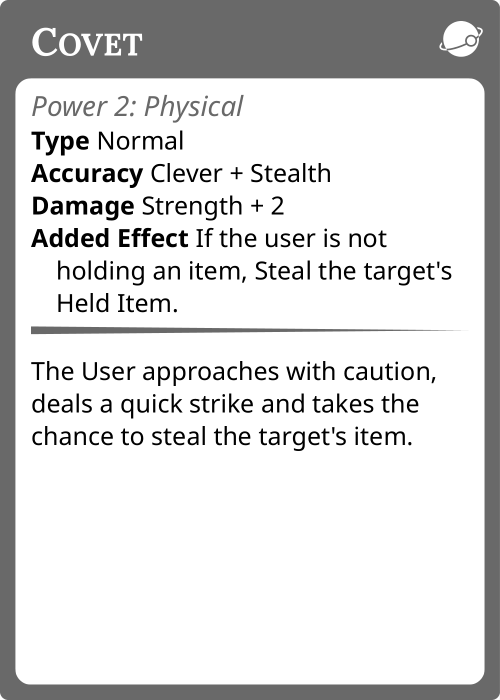 Covet
Power 2: Physical
Type Normal
Accuracy Clever + Stealth
Damage Strength + 2
Added Effect If the user is not
holding an item, Steal the target's
Held Item.
The User approaches with caution,
deals a quick strike and takes the
chance to steal the target's item.